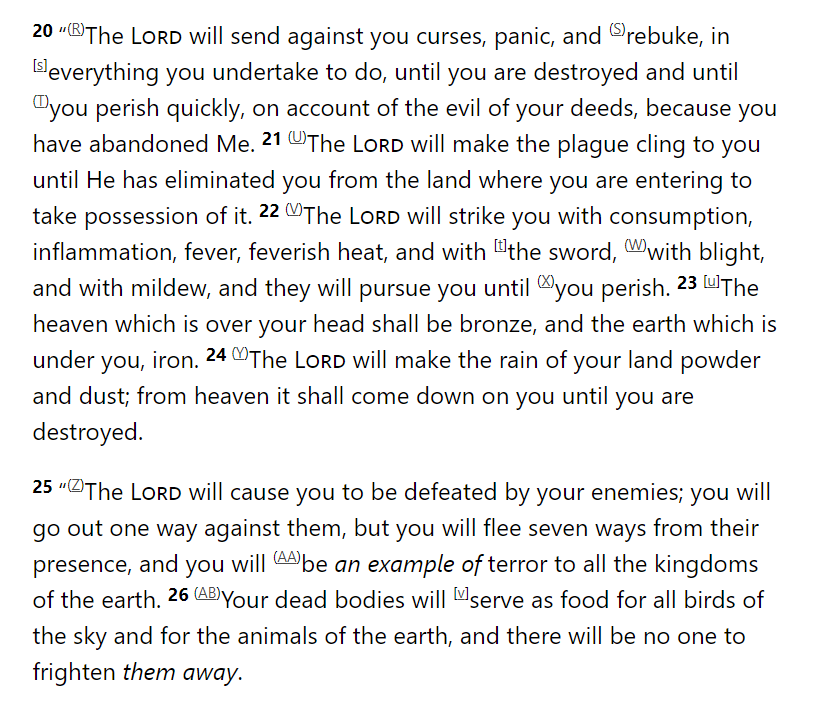 20 “(R)The LORD will send against you curses, panic, and (S)rebuke, in
[s]everything you undertake to do, until you are destroyed and until
(T)you perish quickly, on account of the evil of your deeds, because you
have abandoned Me. 21 (U)The LORD will make the plague cling to you
until He has eliminated you from the land where you are entering to
take possession of it. 22 (V)The LORD will strike you with consumption,
inflammation, fever, feverish heat, and with [t]the sword, (W)with blight,
and with mildew, and they will pursue you until (X)you perish. 23 [u]The
heaven which is over your head shall be bronze, and the earth which is
under you, iron. 24 (Y)The LORD will make the rain of your land powder
and dust; from heaven it shall come down on you until you are
destroyed.
25 “(Z)The LORD will cause you to be defeated by your enemies; you will
go out one way against them, but you will flee seven ways from their
presence, and you will (AA)be an example of terror to all the kingdoms
of the earth. 26 (AB)Your dead bodies will [v]serve as food for all birds of
the sky and for the animals of the earth, and there will be no one to
frighten them away.